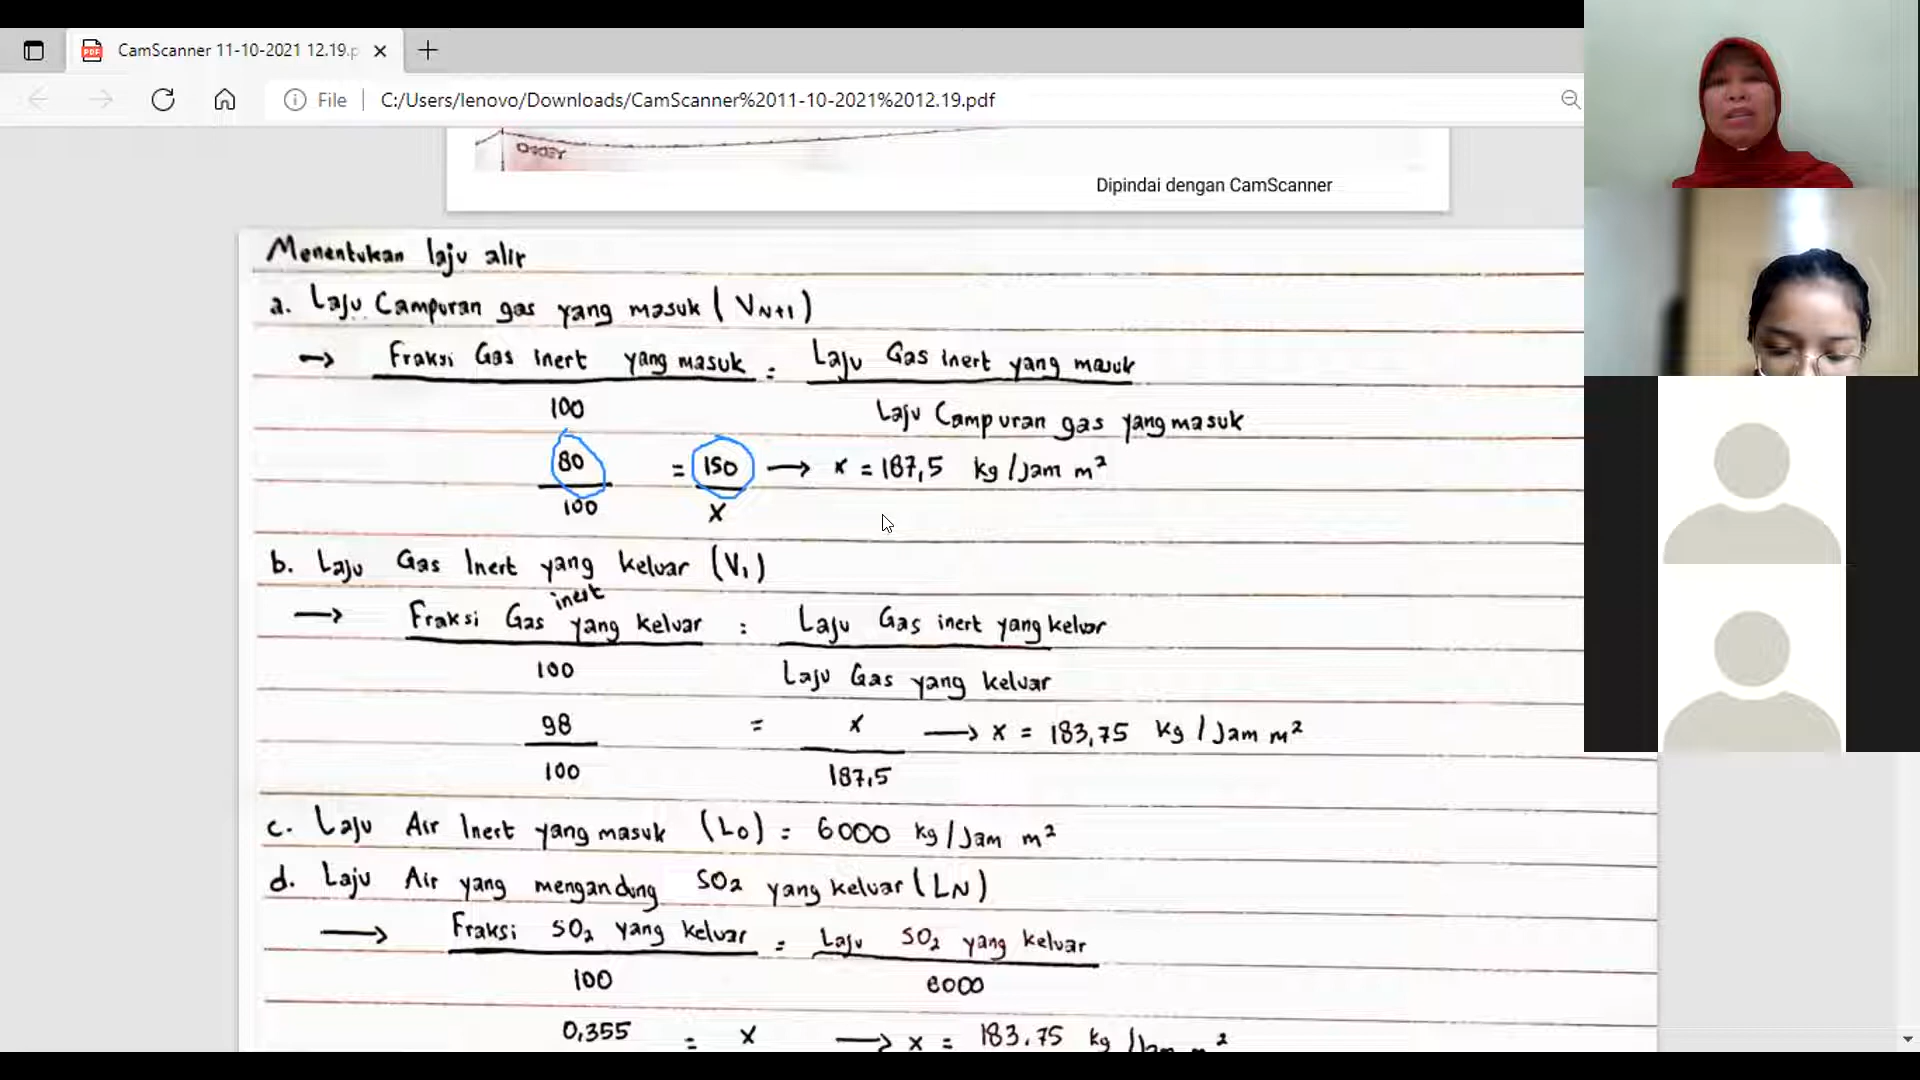 CamScanner 11-10-2021 12.19.p
File
C:/Users/lenovo/Downloads/CamScanner%2011-10-2021%2012.19.pdf
Dipindai dengan CamScanner
Menentukan laju alir
a. Laju Campuran gas yang masuk (VN+1)
→ Fraksi Gas inert yang masuk = Laju Gas inert yang masuk
100 Laju Campuran gas yang masuk
80 = 150 → x = 187,5 kg/Jam m²
100 x
b. Laju Gas Inert yang keluar (V1)
→ Fraksi Gas inert yang keluar : Laju Gas inert yang keluar
100 Laju Gas yang keluar
98 = x → x = 183,75 kg/Jam m²
100 187,5
c. Laju Air Inert yang masuk (L0) = 6000 kg/Jam m²
d. Laju Air yang mengandung SO2 yang keluar (LN)
→ Fraksi SO2 yang keluar = Laju SO2 yang keluar
100 6000
0,355 = x → x = 183.75 kg/Jam m²